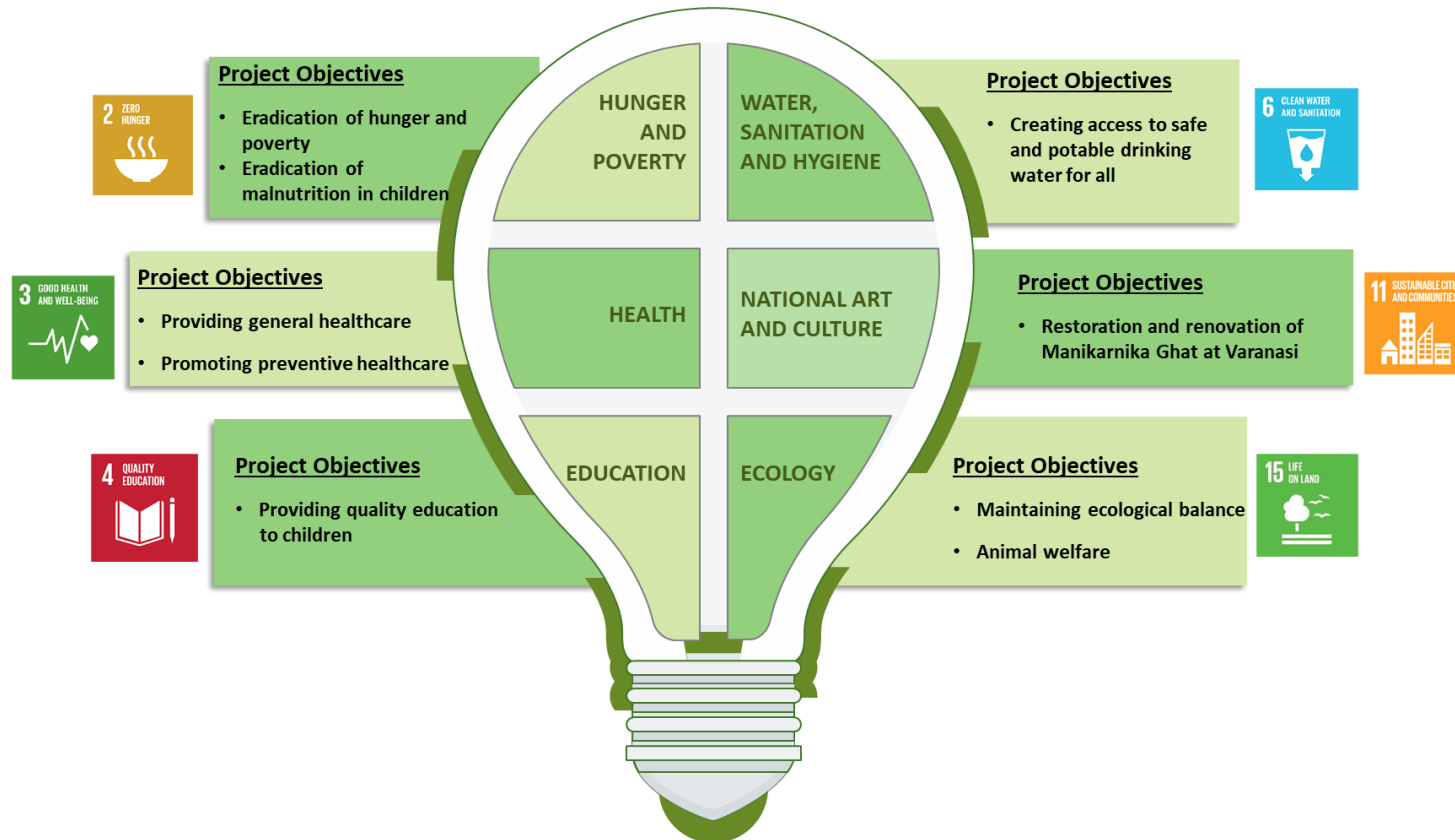 Project Objectives
• Eradication of hunger and
poverty
• Eradication of
malnutrition in children
2 ZERO
HUNGER
HUNGER
AND
POVERTY
WATER,
SANITATION
AND HYGIENE
Project Objectives
• Creating access to safe
and potable drinking
water for all
6 CLEAN WATER
AND SANITATION
3 GOOD HEALTH
AND WELL-BEING
Project Objectives
• Providing general healthcare
• Promoting preventive healthcare
HEALTH
NATIONAL ART
AND CULTURE
Project Objectives
• Restoration and renovation of
Manikarnika Ghat at Varanasi
11 SUSTAINABLE CITI
AND COMMUNITIES
4 QUALITY
EDUCATION
Project Objectives
• Providing quality education
to children
EDUCATION
ECOLOGY
Project Objectives
• Maintaining ecological balance
• Animal welfare
15 LIFE
ON LAND